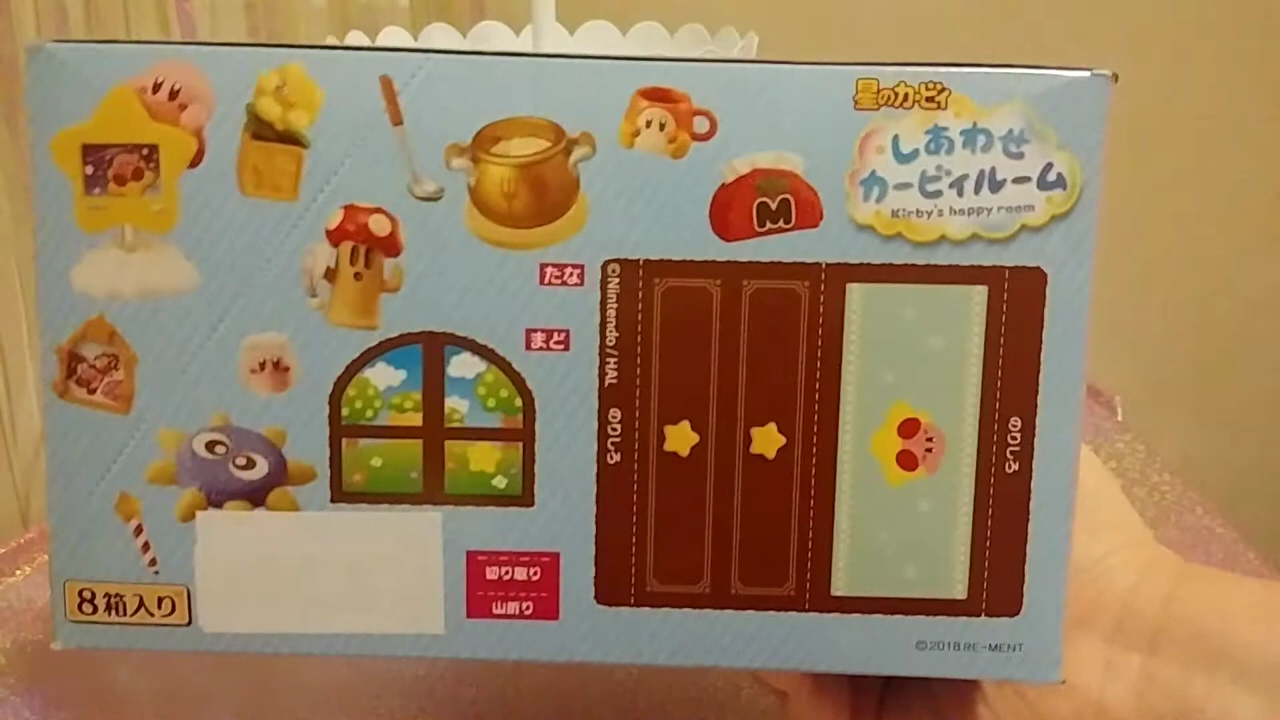 星のカービィ
しあわせ
カービィルーム
Kirby's happy room
M
たな
まど
©Nintendo / HAL
のりしろ
のりしろ
切り取り
山折り
8箱入り
©2018 RE-MENT